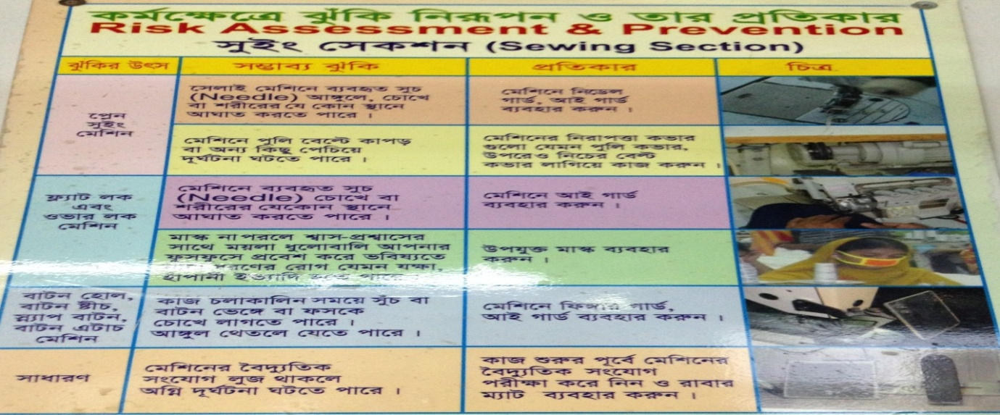 কর্মক্ষেত্রে ঝুঁকি নিরূপন ও তার প্রতিকার
Risk Assessment & Prevention
সুইং সেকশন (Sewing Section)
ঝুঁকির উৎস
সম্ভাব্য ঝুকি
প্রতিকার
চিত্র
প্লেন
সুইং
মেশিন
সেলাই মেশিনে ব্যবহৃত সুচ
(Needle) আঙ্গুলে, চোখে
বা শরীরের যে কোন স্থানে
আঘাত করতে পারে ।
মেশিনে নিডেল
গার্ড, আই গার্ড
ব্যবহার করুন ।
মেশিনে পুলি বেল্টে কাপড়
বা অন্য কিছু পেচিয়ে
দূর্ঘটনা ঘটতে পারে ।
মেশিনের নিরাপত্তা কভার
গুলো যেমন পুলি কভার,
উপরেও নিচের বেল্ট
কভার লাগিয়ে কাজ করুন ।
ফ্ল্যাট লক
এবং
ওভার লক
মেশিন
মেশিনে ব্যবহৃত সুচ
(Needle) চোখে বা
শরীরের যেকোন স্থানে
আঘাত করতে পারে ।
মেশিনে আই গার্ড
ব্যবহার করুন ।
মাস্ক না পরলে শ্বাস-প্রশ্বাসের
সাথে ময়লা ধুলোবালি আপনার
ফুসফুসে প্রবেশ করে ভবিষ্যতে
রোগ যেমন যক্ষা,
হাঁপানী ইত্যাদি হতে পারে ।
উপযুক্ত মাস্ক ব্যবহার
করুন ।
বাটন হোল,
বাটন ষ্টীচ,
স্ন্যাপ বাটন,
বাটন এটাচ
মেশিন
কাজ চলাকালিন সময়ে সুঁচ বা
বাটন ভেঙ্গে বা ফসকে
চোখে লাগতে পারে ।
আঙ্গুল থেতলে যেতে পারে ।
মেশিনে ফিঙ্গার গার্ড,
আই গার্ড ব্যবহার করুন ।
সাধারণ
মেশিনের বৈদ্যুতিক
সংযোগ লুজ থাকলে
অগ্নি দূর্ঘটনা ঘটতে পারে ।
কাজ শুরুর পূর্বে মেশিনের
বৈদ্যুতিক সংযোগ
পরীক্ষা করে নিন ও রাবার
ম্যাট ব্যবহার করুন ।